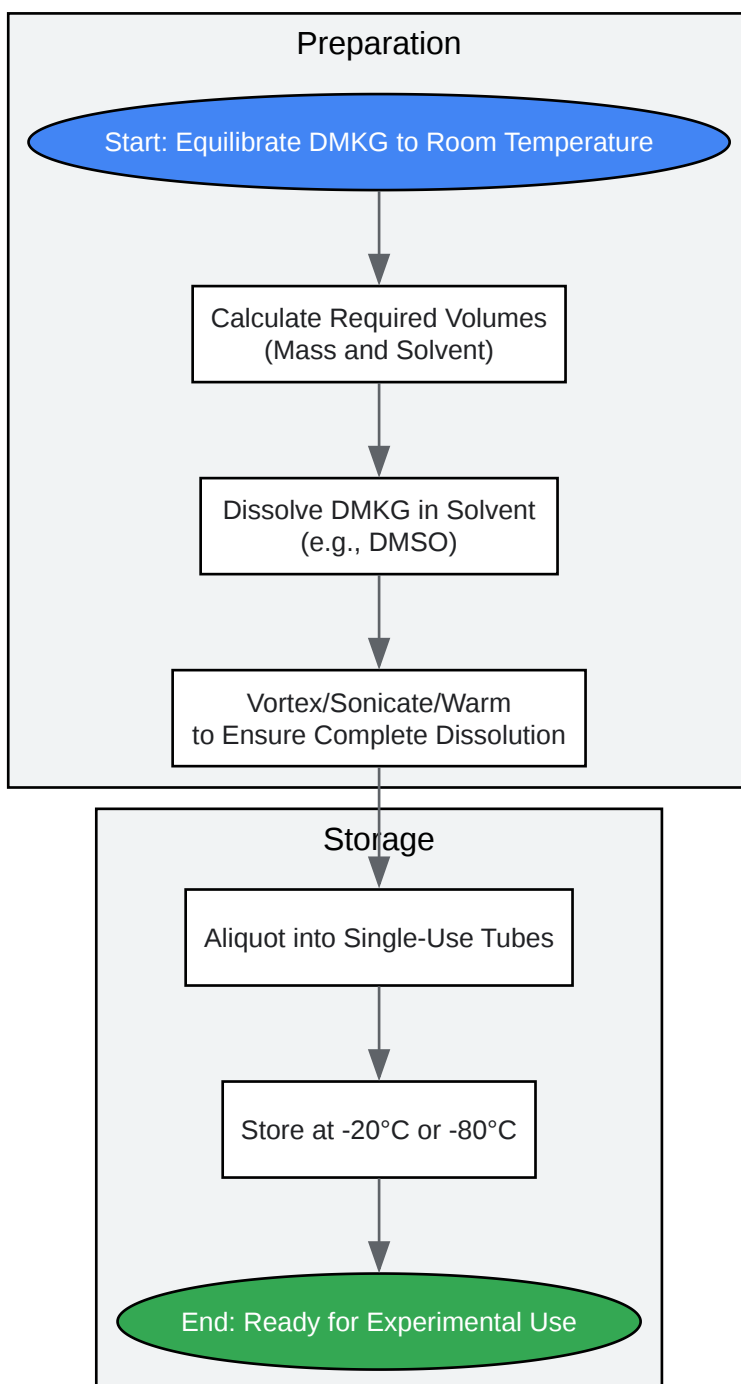 Preparation
Start: Equilibrate DMKG to Room Temperature
Calculate Required Volumes
(Mass and Solvent)
Dissolve DMKG in Solvent
(e.g., DMSO)
Vortex/Sonicate/Warm
to Ensure Complete Dissolution
Storage
Aliquot into Single-Use Tubes
Store at -20°C or -80°C
End: Ready for Experimental Use